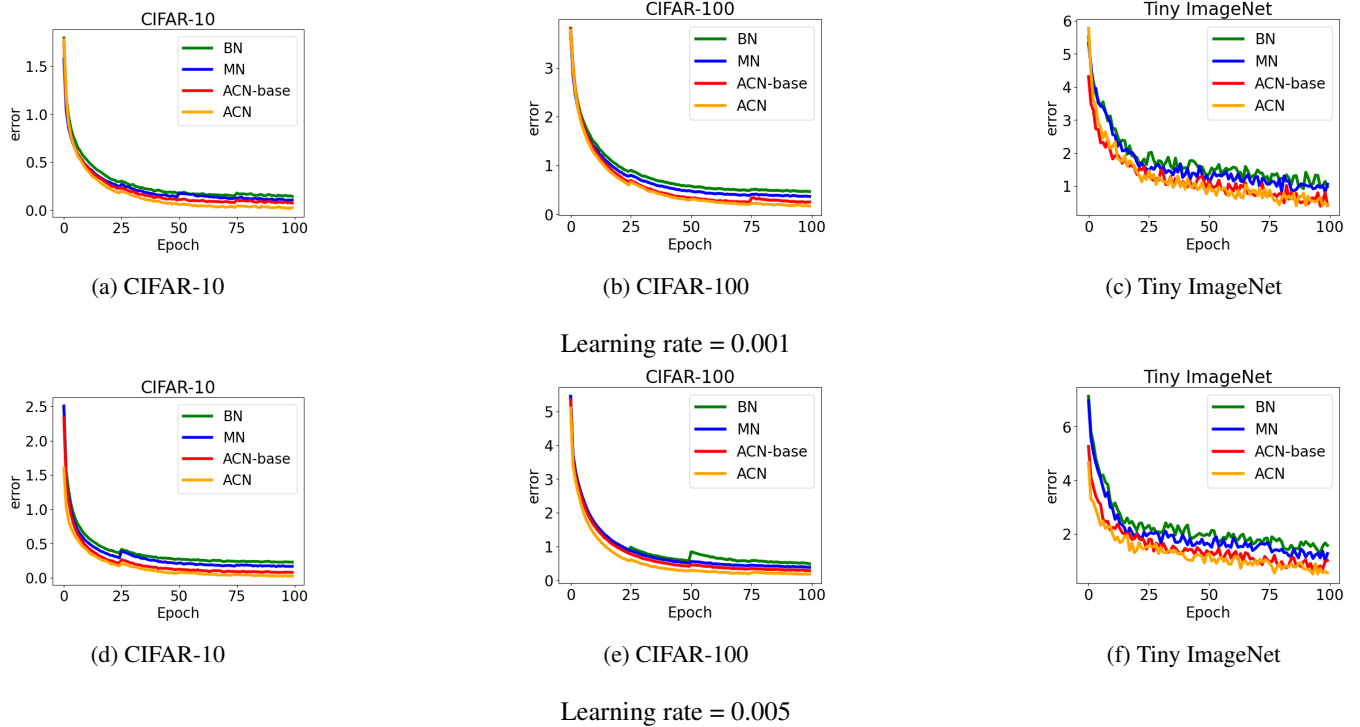 CIFAR-10
error
1.5
1.0
0.5
0.0
BN
MN
ACN-base
ACN
0 25 50 75 100
Epoch
(a) CIFAR-10
CIFAR-100
error
3
2
1
0
BN
MN
ACN-base
ACN
0 25 50 75 100
Epoch
(b) CIFAR-100
Tiny ImageNet
error
6
5
4
3
2
1
BN
MN
ACN-base
ACN
0 25 50 75 100
Epoch
(c) Tiny ImageNet
Learning rate = 0.001
CIFAR-10
error
2.5
2.0
1.5
1.0
0.5
0.0
BN
MN
ACN-base
ACN
0 25 50 75 100
Epoch
(d) CIFAR-10
CIFAR-100
error
5
4
3
2
1
0
BN
MN
ACN-base
ACN
0 25 50 75 100
Epoch
(e) CIFAR-100
Tiny ImageNet
error
6
4
2
BN
MN
ACN-base
ACN
0 25 50 75 100
Epoch
(f) Tiny ImageNet
Learning rate = 0.005